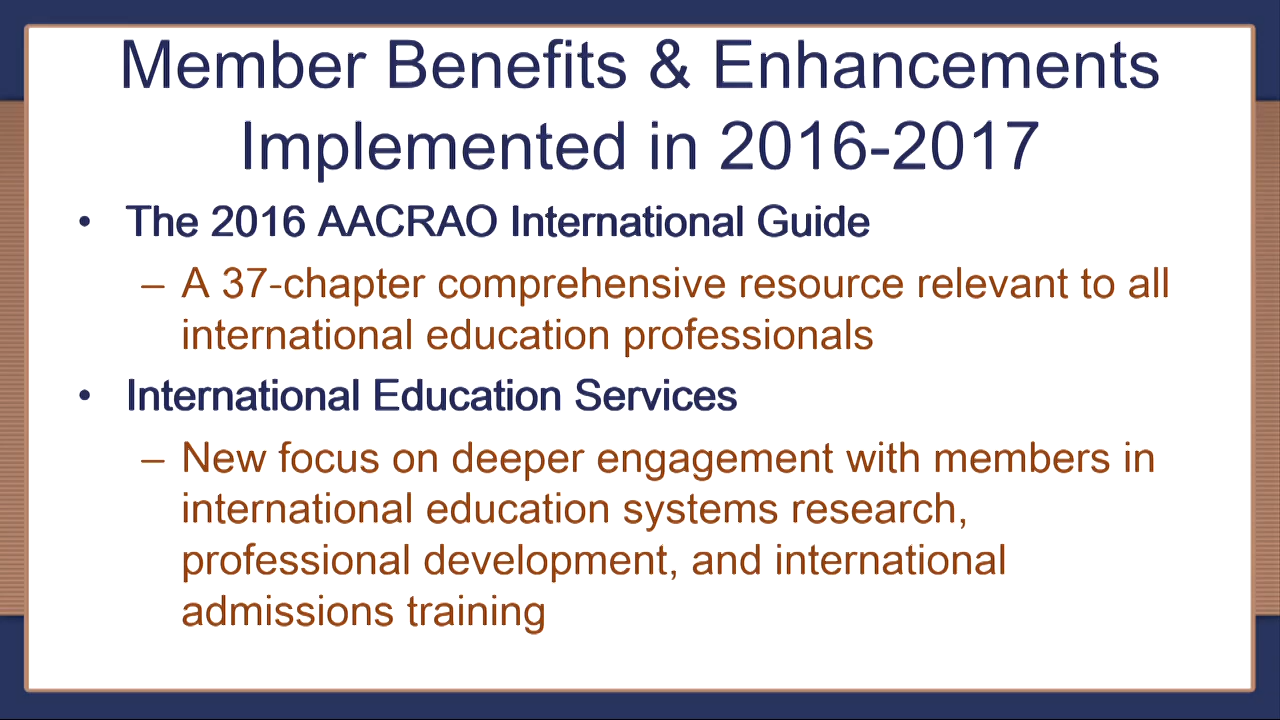 Member Benefits & Enhancements
Implemented in 2016-2017
• The 2016 AACRAO International Guide
– A 37-chapter comprehensive resource relevant to all
international education professionals
• International Education Services
– New focus on deeper engagement with members in
international education systems research,
professional development, and international
admissions training